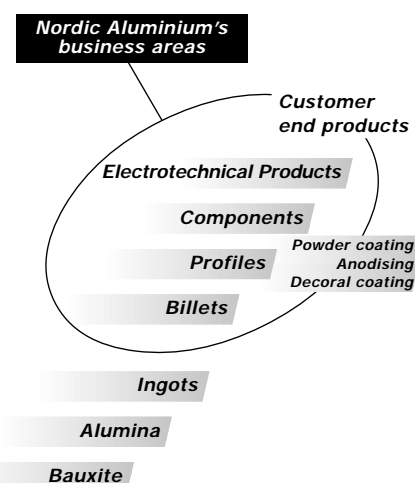 Nordic Aluminium's
business areas
Customer
end products
Electrotechnical Products
Components
Profiles
Powder coating
Anodising
Decoral coating
Billets
Ingots
Alumina
Bauxite